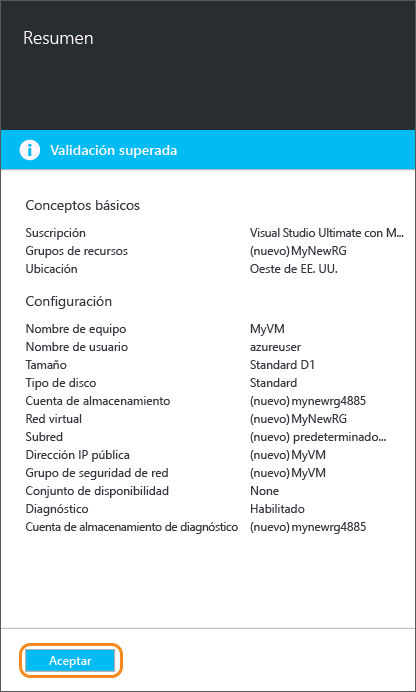 Resumen
Validación superada
Conceptos básicos
Suscripción Visual Studio Ultimate con M...
Grupos de recursos (nuevo) MyNewRG
Ubicación Oeste de EE. UU.
Configuración
Nombre de equipo MyVM
Nombre de usuario azureuser
Tamaño Standard D1
Tipo de disco Standard
Cuenta de almacenamiento (nuevo) mynewrg4885
Red virtual (nuevo) MyNewRG
Subred (nuevo) predeterminado...
Dirección IP pública (nuevo) MyVM
Grupo de seguridad de red (nuevo) MyVM
Conjunto de disponibilidad None
Diagnóstico Habilitado
Cuenta de almacenamiento de diagnóstico (nuevo) mynewrg4885
Aceptar